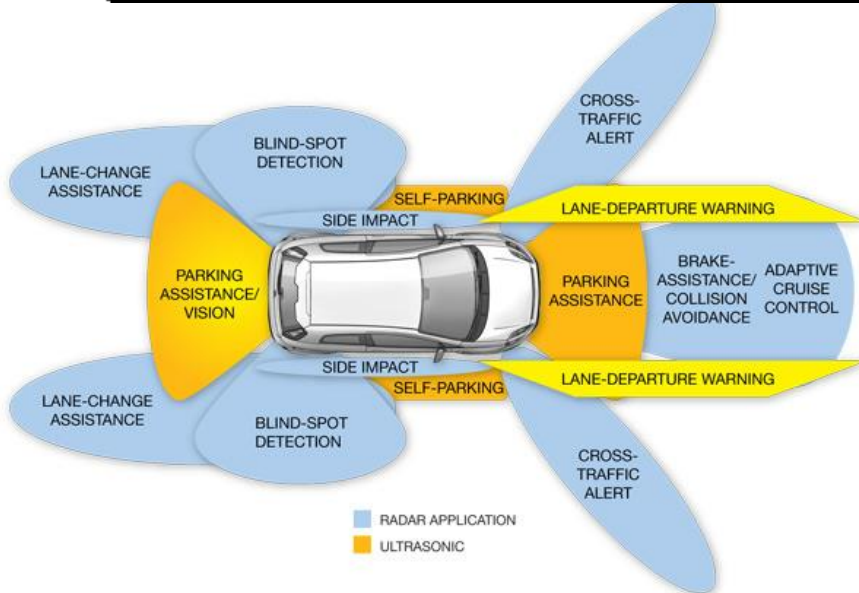 CROSS-
TRAFFIC
ALERT
BLIND-SPOT
DETECTION
LANE-CHANGE
ASSISTANCE
SELF-PARKING
LANE-DEPARTURE WARNING
SIDE IMPACT
PARKING
ASSISTANCE/
VISION
PARKING
ASSISTANCE
BRAKE-
ASSISTANCE/
COLLISION
AVOIDANCE
ADAPTIVE
CRUISE
CONTROL
SIDE IMPACT
SELF-PARKING
LANE-DEPARTURE WARNING
LANE-CHANGE
ASSISTANCE
BLIND-SPOT
DETECTION
CROSS-
TRAFFIC
ALERT
RADAR APPLICATION
ULTRASONIC